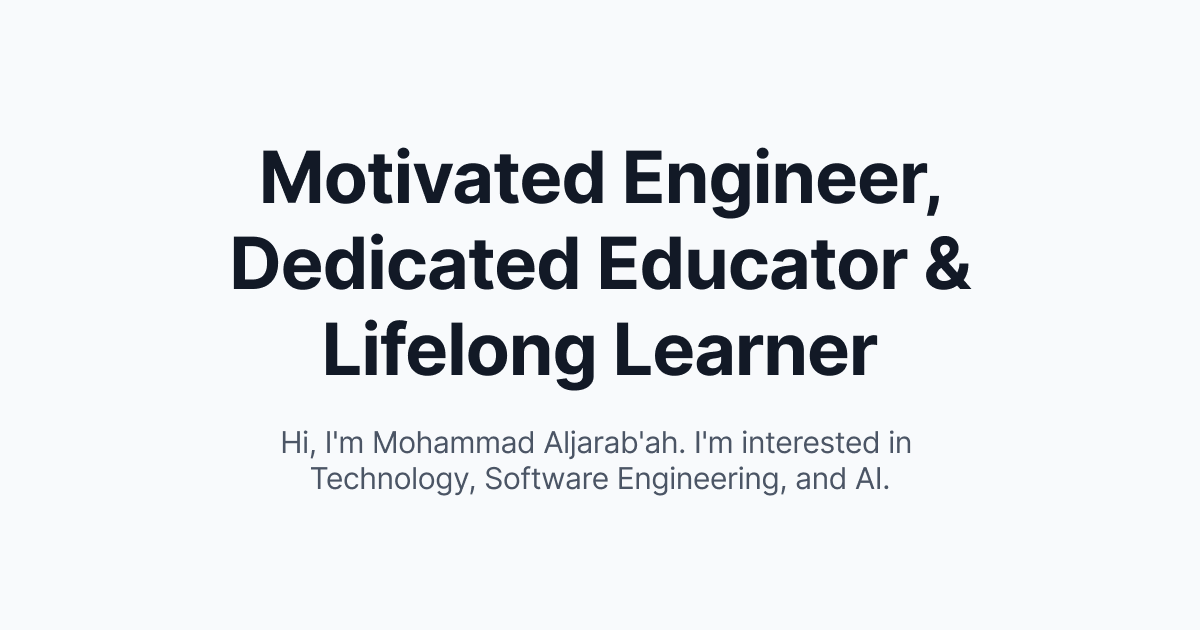 Motivated Engineer,
Dedicated Educator &
Lifelong Learner
Hi, I'm Mohammad Aljarab'ah. I'm interested in
Technology, Software Engineering, and AI.